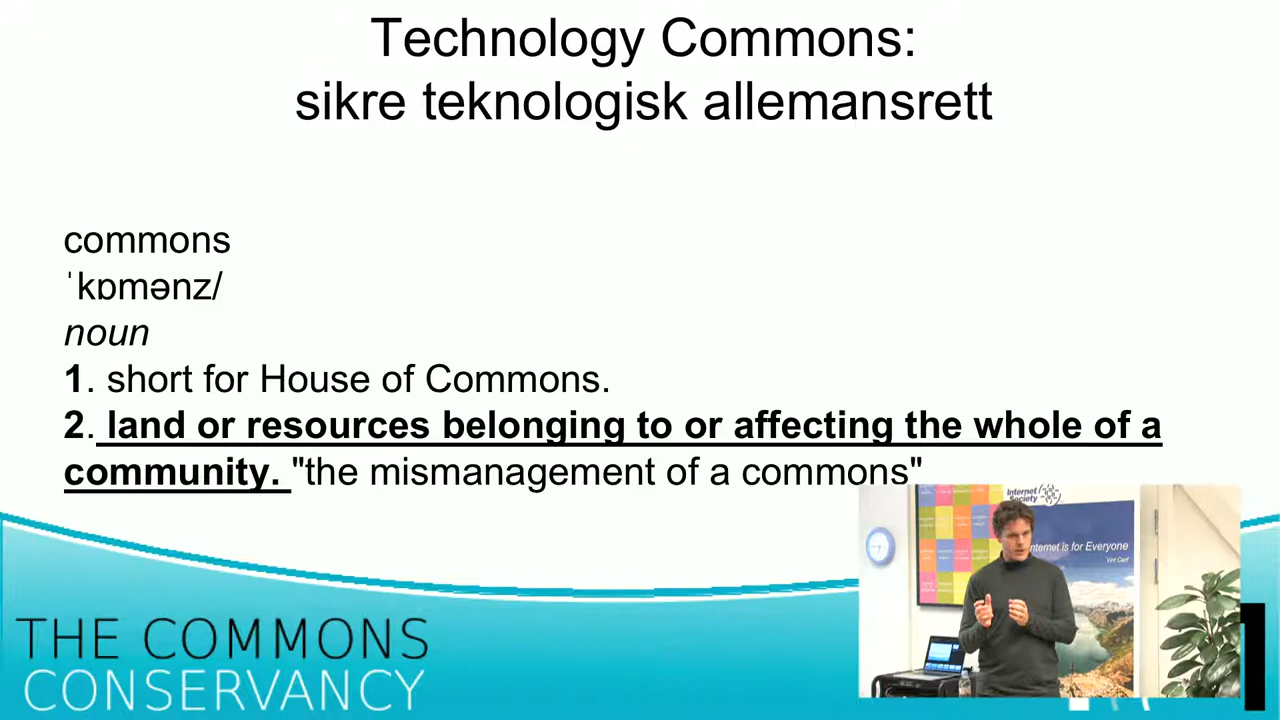 Technology Commons:
sikre teknologisk allemansrett
commons
ˈkɒmənz/
noun
1. short for House of Commons.
2. land or resources belonging to or affecting the whole of a
community. "the mismanagement of a commons"
Internet
Society
nternet is for Everyone
Vint Cerf
THE COMMONS
CONSERVANCY